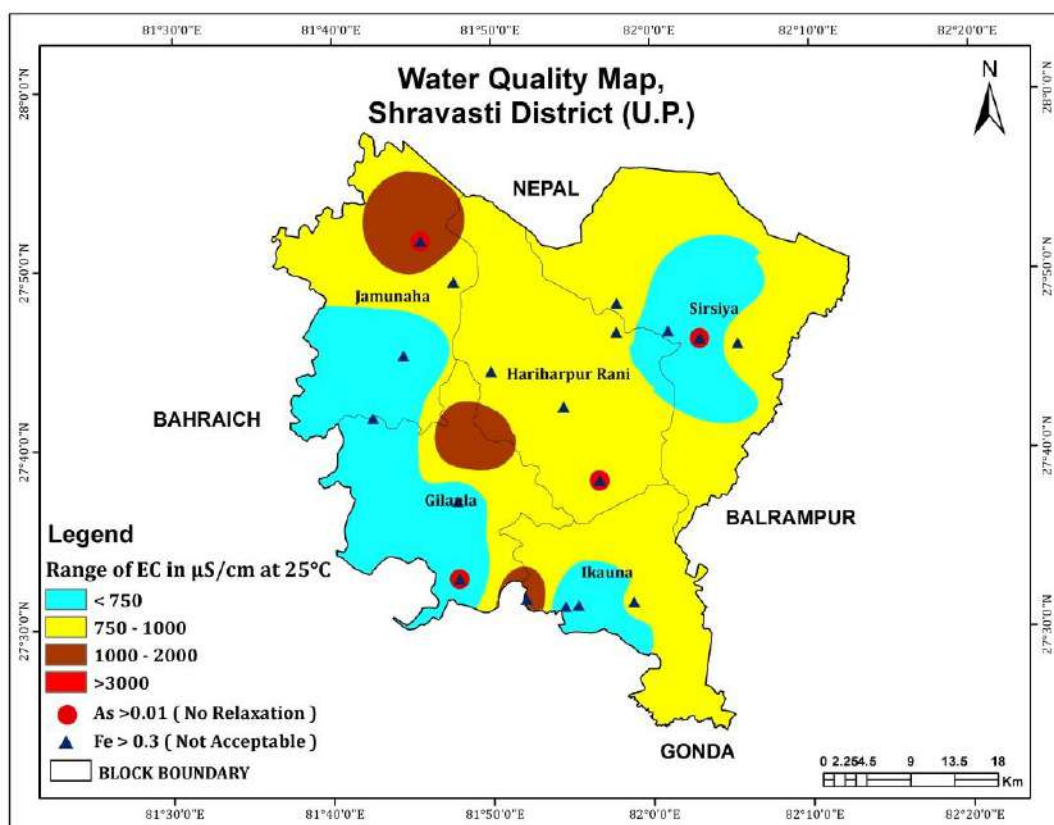 81°30'0"E 81°40'0"E 81°50'0"E 82°0'0"E 82°10'0"E 82°20'0"E
Water Quality Map,
Shravasti District (U.P.)
N
28°0'0"N
28°0'0"N
NEPAL
27°50'0"N
27°50'0"N
Jamunaha
Sirsiya
Hariharpur Rani
BAHRAICH
27°40'0"N
27°40'0"N
Gilaula
BALRAMPUR
Ikauna
27°30'0"N
27°30'0"N
GONDA
Legend
Range of EC in µS/cm at 25°C
< 750
750 - 1000
1000 - 2000
>3000
As >0.01 ( No Relaxation )
Fe > 0.3 ( Not Acceptable )
BLOCK BOUNDARY
0 2.254.5 9 13.5 18
Km
81°30'0"E 81°40'0"E 81°50'0"E 82°0'0"E 82°10'0"E 82°20'0"E